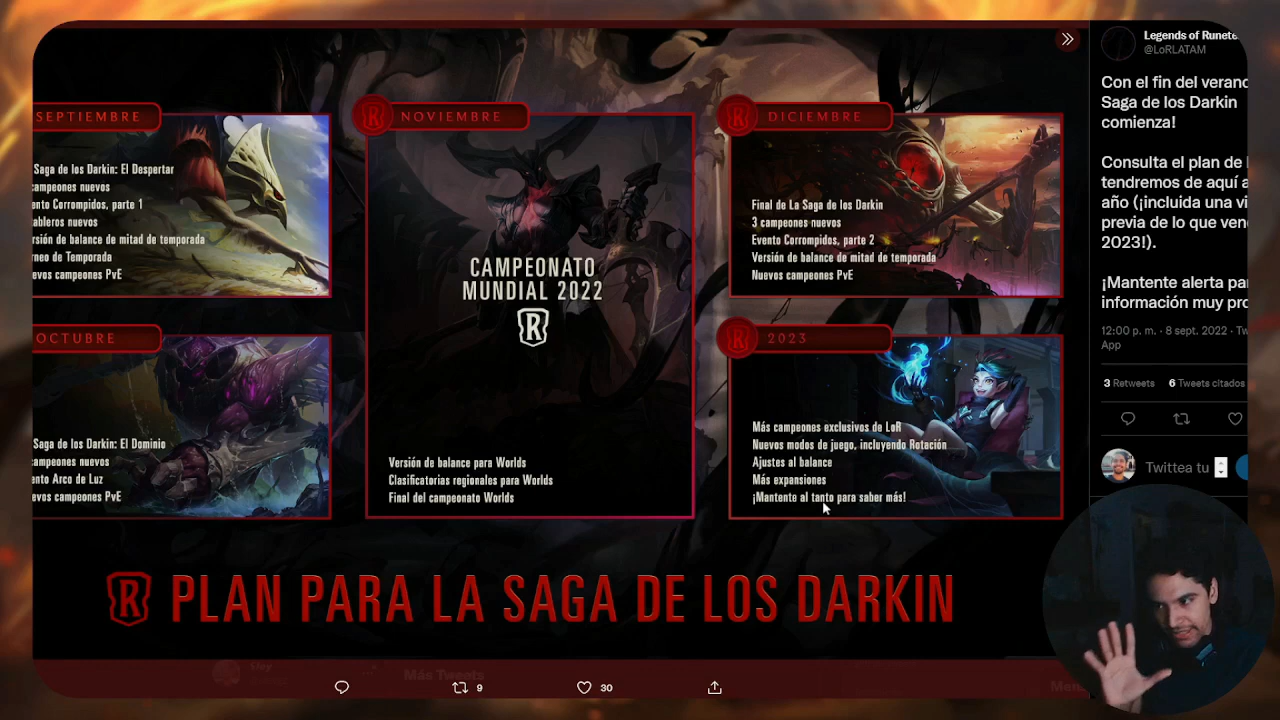 SEPTIEMBRE
Saga de los Darkin: El Despertar
campeones nuevos
ento Corrompidos, parte 1
ableros nuevos
rsión de balance de mitad de temporada
rneo de Temporada
evos campeones PvE
OCTUBRE
Saga de los Darkin: El Dominio
campeones nuevos
ento Arco de Luz
evos campeones PvE
NOVIEMBRE
CAMPEONATO
MUNDIAL 2022
R
Versión de balance para Worlds
Clasificatorias regionales para Worlds
Final del campeonato Worlds
DICIEMBRE
Final de La Saga de los Darkin
3 campeones nuevos
Evento Corrompidos, parte 2
Versión de balance de mitad de temporada
Nuevos campeones PvE
2023
Más campeones exclusivos de LoR
Nuevos modos de juego, incluyendo Rotación
Ajustes al balance
Más expansiones
¡Mantente al tanto para saber más!
R PLAN PARA LA SAGA DE LOS DARKIN
Más Tweets
9
30
Legends of Runete
@LoRLATAM
Con el fin del verano
Saga de los Darkin
comienza!
Consulta el plan de
tendremos de aquí a
año (¡incluida una vi
previa de lo que ven
2023!).
¡Mantente alerta par
información muy pro
12:00 p. m. · 8 sept. 2022 · Tw
App
3 Retweets 6 Tweets citados
Twittea tu